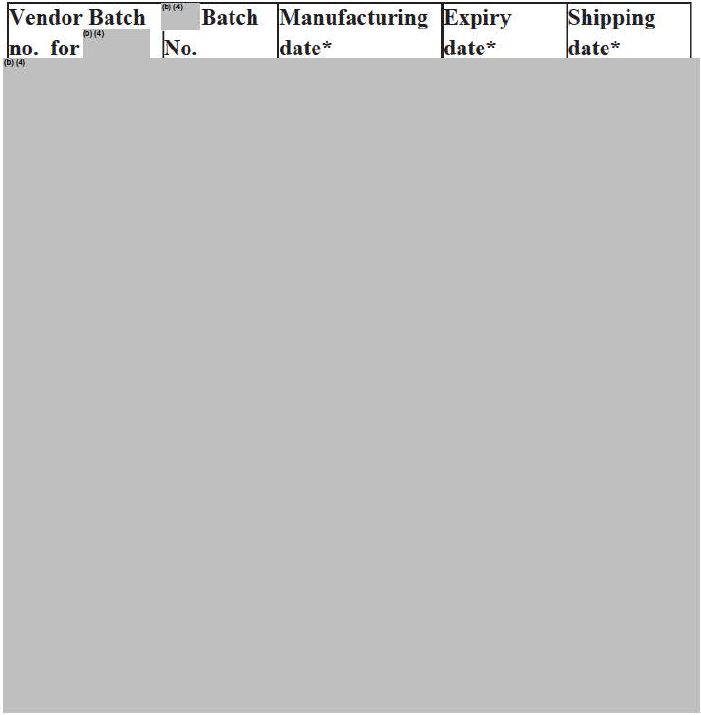 Vendor Batch (b) (4) Batch Manufacturing Expiry Shipping
no. for (b) (4) No. date* date* date*
(b) (4)